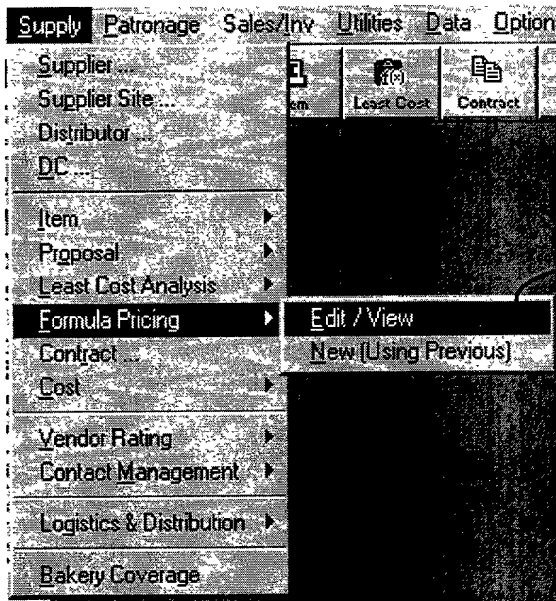 Supply Patronage Sales/Inv Utilities Data Option
Supplier ...
Supplier Site ...
Distributor ...
DC ...
Least Cost
Contract
Item
Proposal
Least Cost Analysis
Formula Pricing
Edit / View
Contract ...
New (Using Previous)
Cost
Vendor Rating
Contact Management
Logistics & Distribution
Bakery Coverage